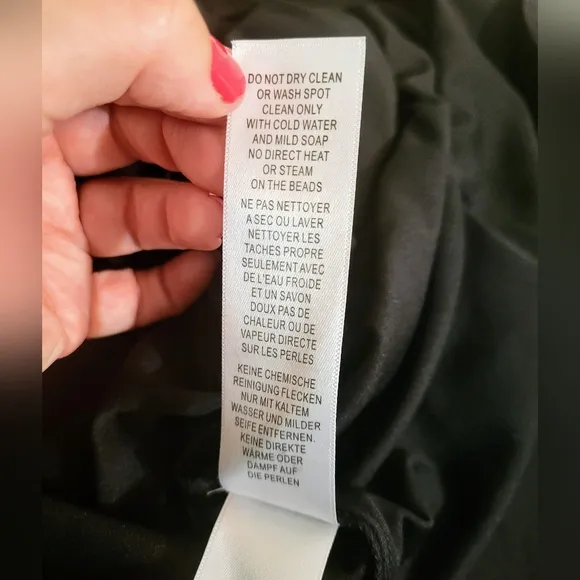 DO NOT DRY CLEAN
OR WASH SPOT
CLEAN ONLY
WITH COLD WATER
AND MILD SOAP
NO DIRECT HEAT
OR STEAM
ON THE BEADS
NE PAS NETTOYER
A SEC OU LAVER
NETTOYER LES
TACHES PROPRE
SEULEMENT AVEC
DE L'EAU FROIDE
ET UN SAVON
DOUX PAS DE
CHALEUR OU DE
VAPEUR DIRECTE
SUR LES PERLES
KEINE CHEMISCHE
REINIGUNG FLECKEN
NUR MIT KALTEM
WASSER UND MILDER
SEIFE ENTFERNEN.
KEINE DIREKTE
WÄRME ODER
DAMPF AUF
DIE PERLEN